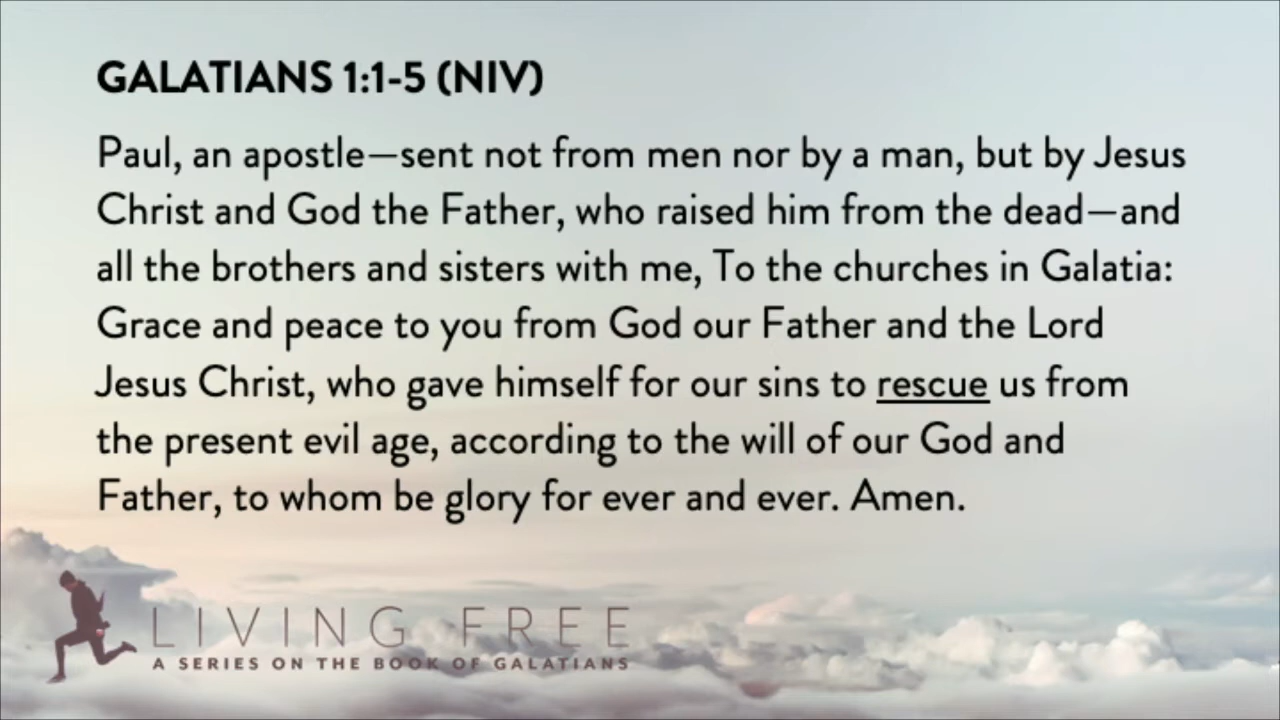 GALATIANS 1:1-5 (NIV)
Paul, an apostle—sent not from men nor by a man, but by Jesus
Christ and God the Father, who raised him from the dead—and
all the brothers and sisters with me, To the churches in Galatia:
Grace and peace to you from God our Father and the Lord
Jesus Christ, who gave himself for our sins to rescue us from
the present evil age, according to the will of our God and
Father, to whom be glory for ever and ever. Amen.
LIVING FREE
A SERIES ON THE BOOK OF GALATIANS